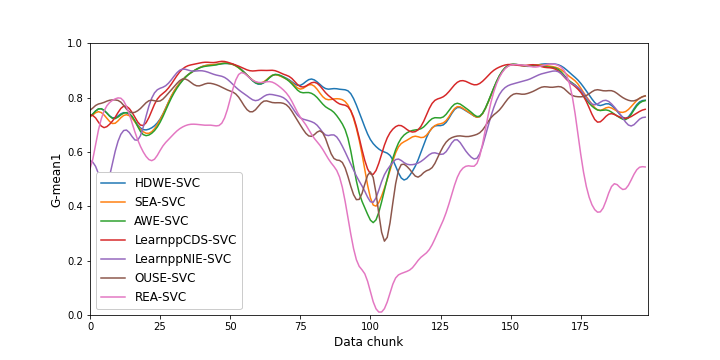 1.0
0.8
0.6
0.4
0.2
0.0
G-mean1
HDWE-SVC
SEA-SVC
AWE-SVC
LearnppCDS-SVC
LearnppNIE-SVC
OUSE-SVC
REA-SVC
0 25 50 75 100 125 150 175
Data chunk